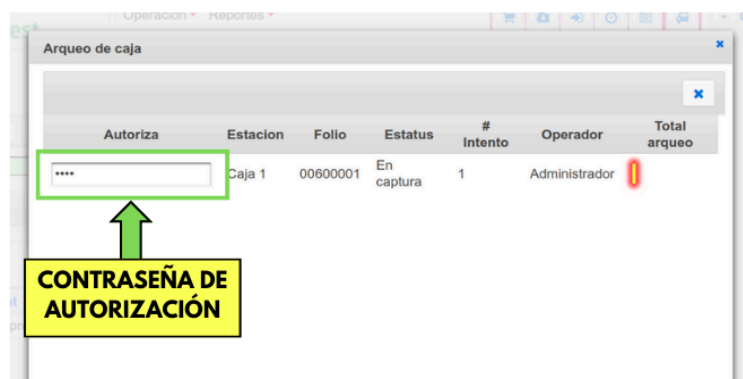 Operación Reportes
Arqueo de caja
Autoriza Estacion Folio Estatus # Intento Operador Total arqueo
•••• Caja 1 00600001 En captura 1 Administrador
CONTRASEÑA DE
AUTORIZACIÓN